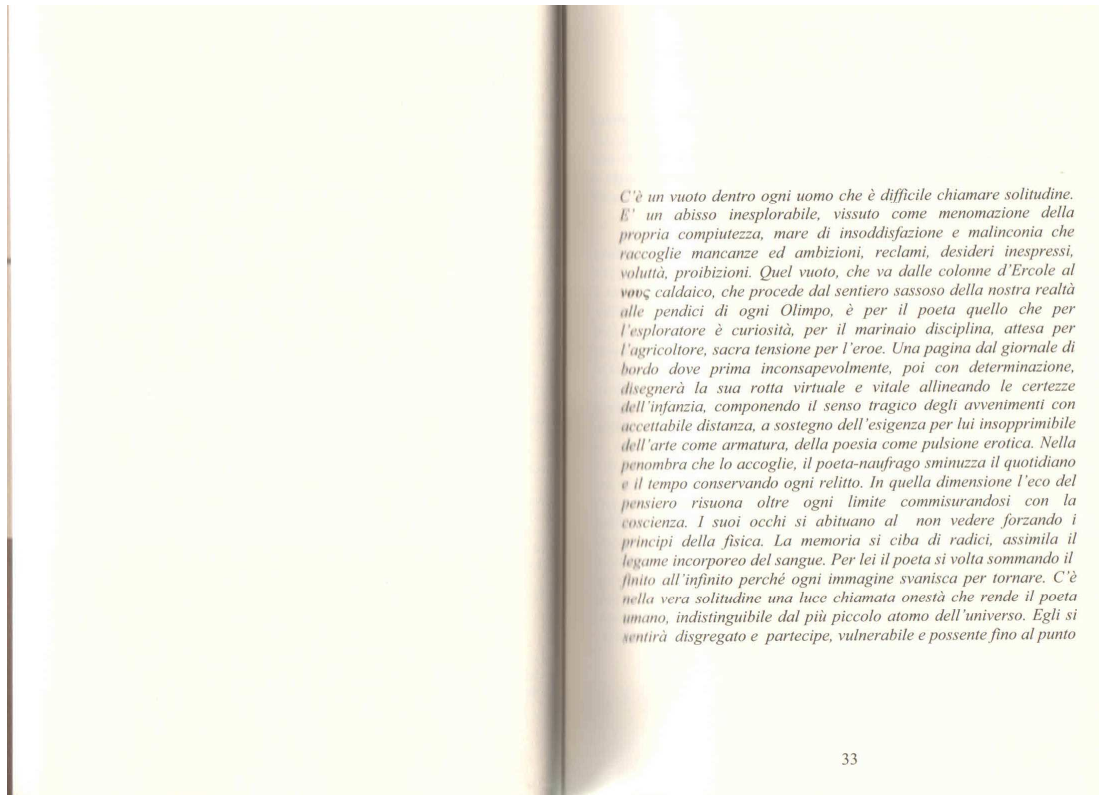 C'è un vuoto dentro ogni uomo che è difficile chiamare solitudine.
E' un abisso inesplorabile, vissuto come menomazione della
propria compiutezza, mare di insoddisfazione e malinconia che
raccoglie mancanze ed ambizioni, reclami, desideri inespressi,
voluttà, proibizioni. Quel vuoto, che va dalle colonne d'Ercole al
νους caldaico, che procede dal sentiero sassoso della nostra realtà
alle pendici di ogni Olimpo, è per il poeta quello che per
l'esploratore è curiosità, per il marinaio disciplina, attesa per
l'agricoltore, sacra tensione per l'eroe. Una pagina dal giornale di
bordo dove prima inconsapevolmente, poi con determinazione,
disegnerà la sua rotta virtuale e vitale allineando le certezze
dell'infanzia, componendo il senso tragico degli avvenimenti con
accettabile distanza, a sostegno dell'esigenza per lui insopprimibile
dell'arte come armatura, della poesia come pulsione erotica. Nella
penombra che lo accoglie, il poeta-naufrago sminuzza il quotidiano
e il tempo conservando ogni relitto. In quella dimensione l'eco del
pensiero risuona oltre ogni limite commisurandosi con la
coscienza. I suoi occhi si abituano al non vedere forzando i
principi della fisica. La memoria si ciba di radici, assimila il
legame incorporeo del sangue. Per lei il poeta si volta sommando il
finito all'infinito perché ogni immagine svanisca per tornare. C'è
nella vera solitudine una luce chiamata onestà che rende il poeta
umano, indistinguibile dal più piccolo atomo dell'universo. Egli si
sentirà disgregato e partecipe, vulnerabile e possente fino al punto
33